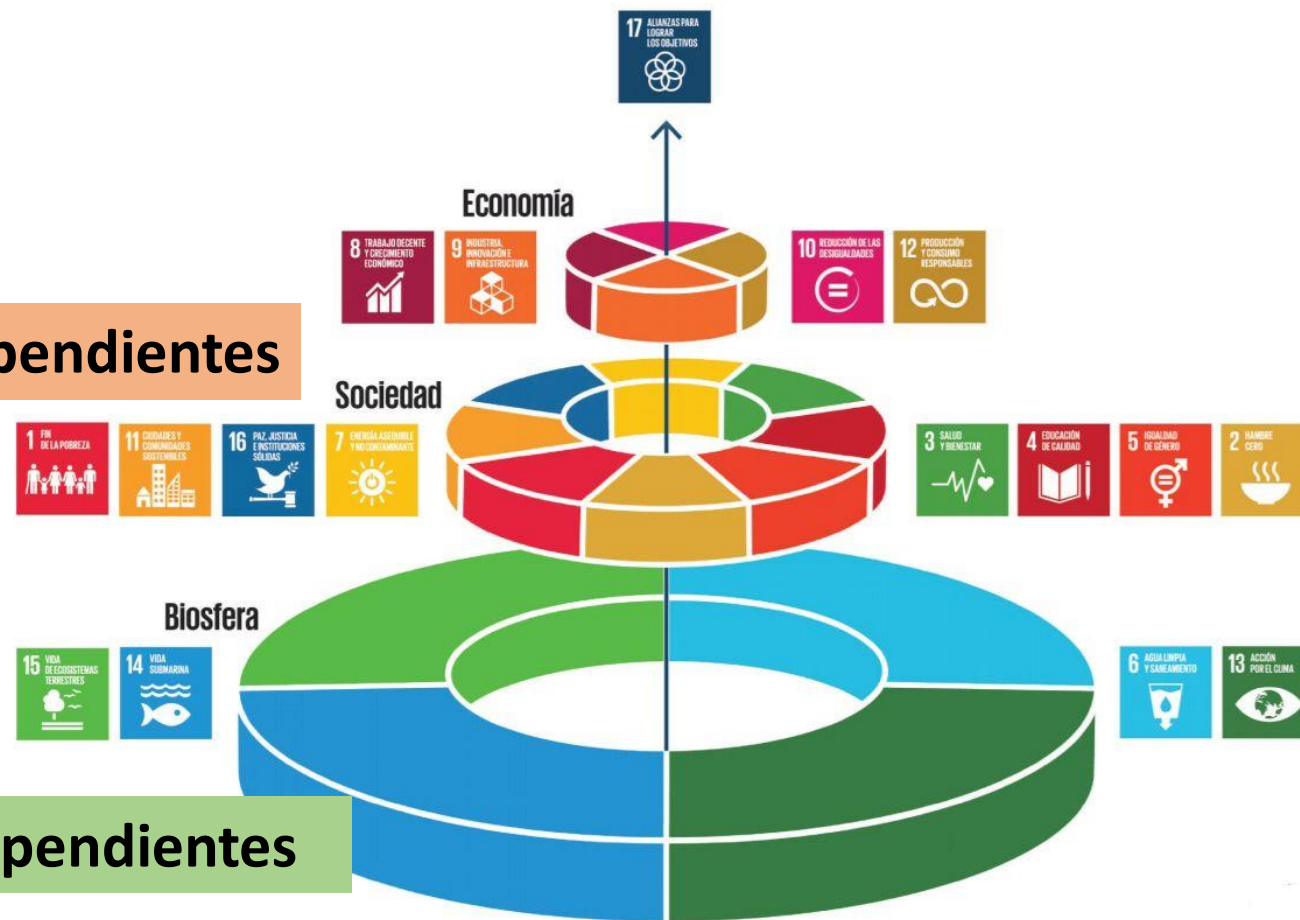 17 ALIANZAS PARA
LOGRAR
LOS OBJETIVOS
Economía
8 TRABAJO DECENTE
Y CRECIMIENTO
ECONÓMICO
9 INDUSTRIA,
INNOVACIÓN E
INFRAESTRUCTURA
10 REDUCCIÓN DE LAS
DESIGUALDADES
12 PRODUCCIÓN
Y CONSUMO
RESPONSABLES
pendientes
Sociedad
1 FIN
DE LA POBREZA
11 CIUDADES Y
COMUNIDADES
SOSTENIBLES
16 PAZ, JUSTICIA
E INSTITUCIONES
SÓLIDAS
7 ENERGÍA ASEQUIBLE
Y NO CONTAMINANTE
3 SALUD
Y BIENESTAR
4 EDUCACIÓN
DE CALIDAD
5 IGUALDAD
DE GÉNERO
2 HAMBRE
CERO
Biosfera
15 VIDA
DE ECOSISTEMAS
TERRESTRES
14 VIDA
SUBMARINA
6 AGUA LIMPIA
Y SANEAMIENTO
13 ACCIÓN
POR EL CLIMA
pendientes